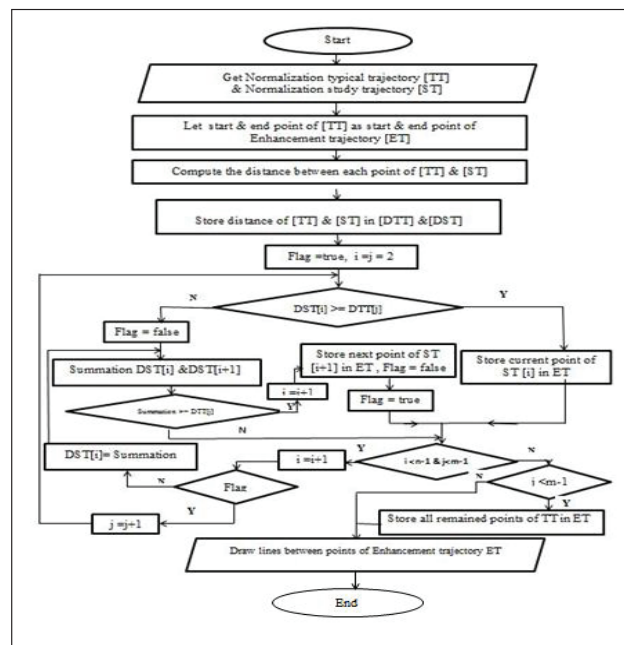 Start
Get Normalization typical trajectory [TT]
& Normalization study trajectory [ST]
Let start & end point of [TT] as start & end point of
Enhancement trajectory [ET]
Compute the distance between each point of [TT] & [ST]
Store distance of [TT] & [ST] in [DTT] &[DST]
Flag =true, i =j = 2
N
DST[i] >= DTT[j]
Y
Flag = false
Summation DST[i] &DST[i+1]
Store next point of ST
[i+1] in ET , Flag = false
Store current point of
ST [i] in ET
Summation >= DTT[j]
Y
i =i+1
Flag = true
N
DST[i]= Summation
i =i+1
Y
i <n-1 & j<m-1
N
N
Flag
N
i <m-1
Y
Y
j =j+1
Store all remained points of TT in ET
Draw lines between points of Enhancement trajectory ET
End